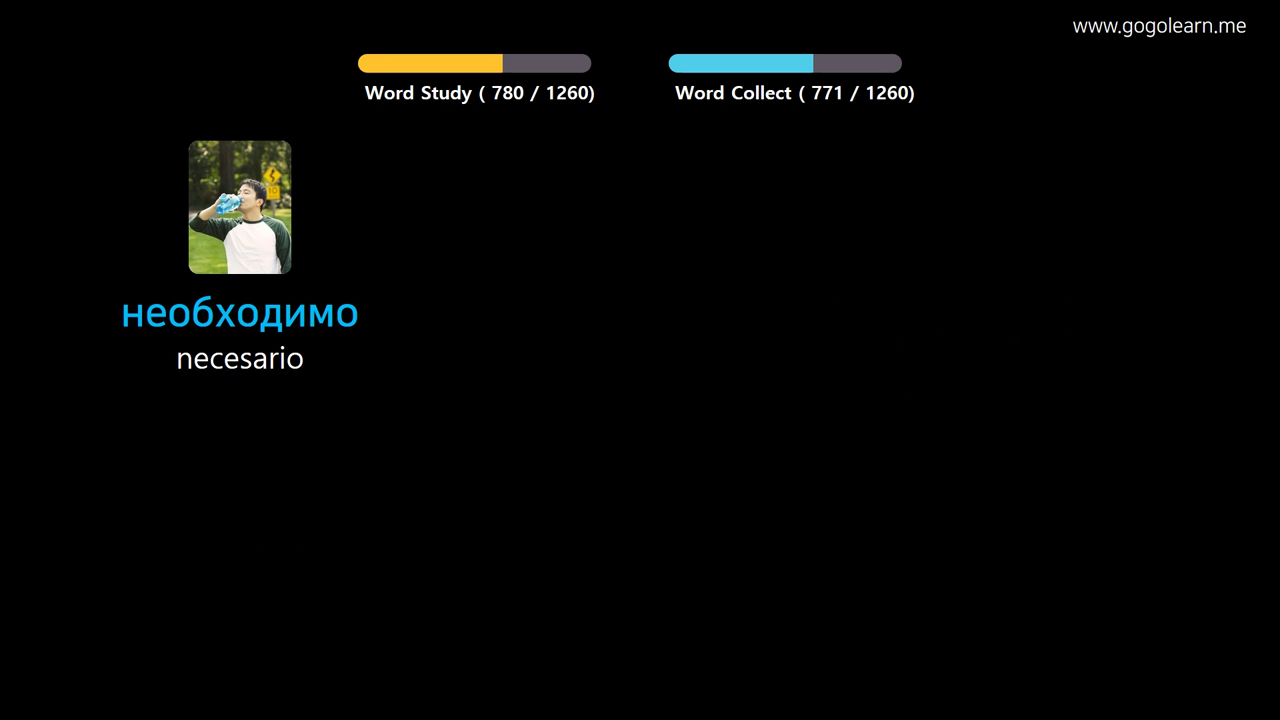 www.gogolearn.me
Word Study ( 780 / 1260)
Word Collect ( 771 / 1260)
необходимо
necesario